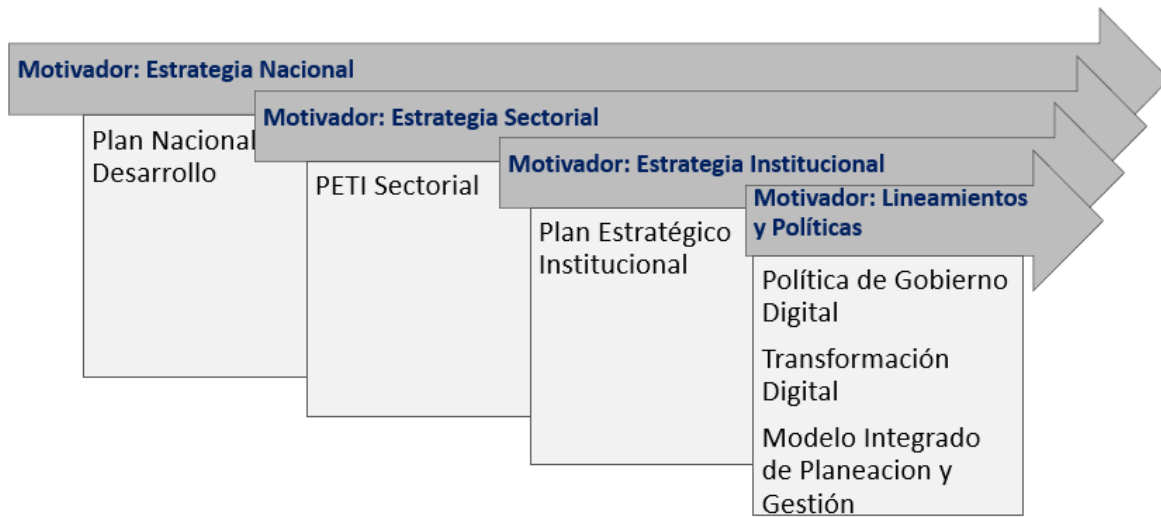 Motivador: Estrategia Nacional
Plan Nacional
Desarrollo
Motivador: Estrategia Sectorial
PETI Sectorial
Motivador: Estrategia Institucional
Plan Estratégico
Institucional
Motivador: Lineamientos
y Políticas
Política de Gobierno
Digital
Transformación
Digital
Modelo Integrado
de Planeacion y
Gestión